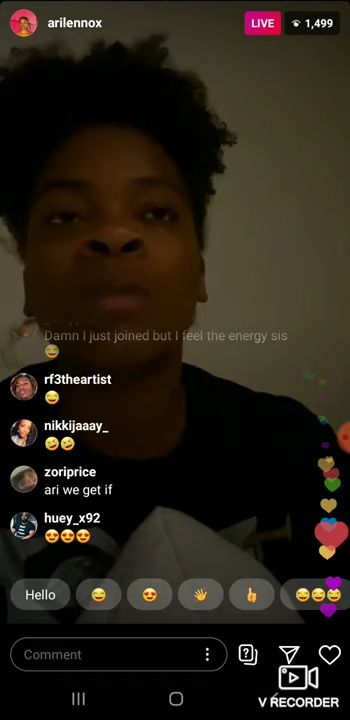 arilennox
LIVE
1,499
Damn I just joined but I feel the energy sis
😂
rf3theartist
😂
nikkijaaay_
🤣🤣
zoriprice
ari we get if
huey_x92
😍😍😍
Hello 😂 😍 👋 👍 😂😂😂
Comment
V RECORDER